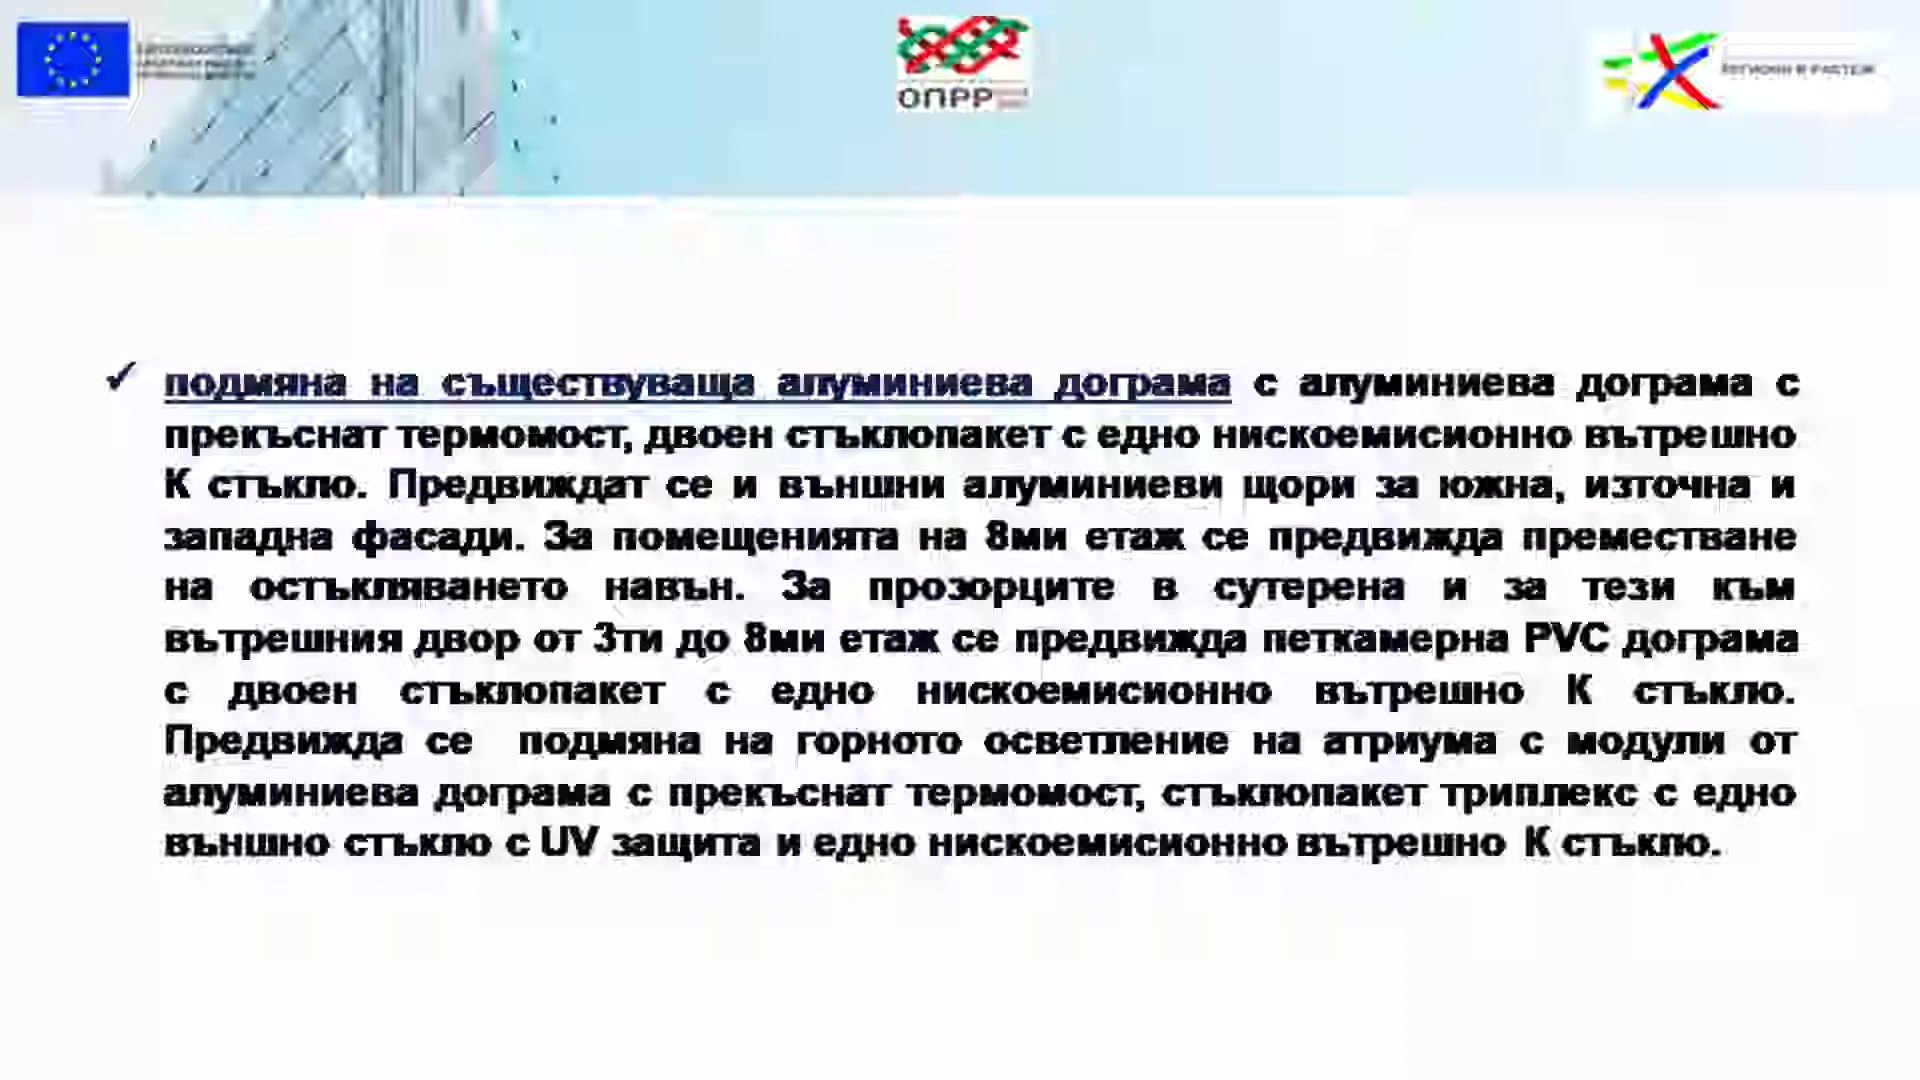 ОПРР
РЕГИОНИ В РАСТЕЖ
✓ подмяна на съществуваща алуминиева дограма с алуминиева дограма с
прекъснат термомост, двоен стъклопакет с едно нискоемисионно вътрешно
К стъкло. Предвиждат се и външни алуминиеви щори за южна, източна и
западна фасади. За помещенията на 8ми етаж се предвижда преместване
на остъкляването навън. За прозорците в сутерена и за тези към
вътрешния двор от 3ти до 8ми етаж се предвижда петкамерна PVC дограма
с двоен стъклопакет с едно нискоемисионно вътрешно К стъкло.
Предвижда се подмяна на горното осветление на атриума с модули от
алуминиева дограма с прекъснат термомост, стъклопакет триплекс с едно
външно стъкло с UV защита и едно нискоемисионно вътрешно К стъкло.